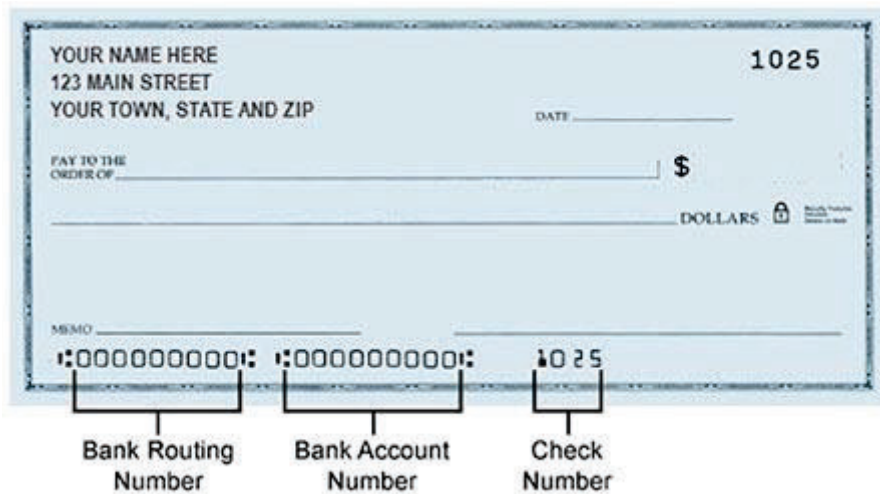 YOUR NAME HERE
1025
123 MAIN STREET
YOUR TOWN, STATE AND ZIP
DATE
PAY TO THE
ORDER OF
$
DOLLARS
MEMO
⑆000000000⑆ ⑆000000000⑆ 1025
Bank Routing
Number
Bank Account
Number
Check
Number